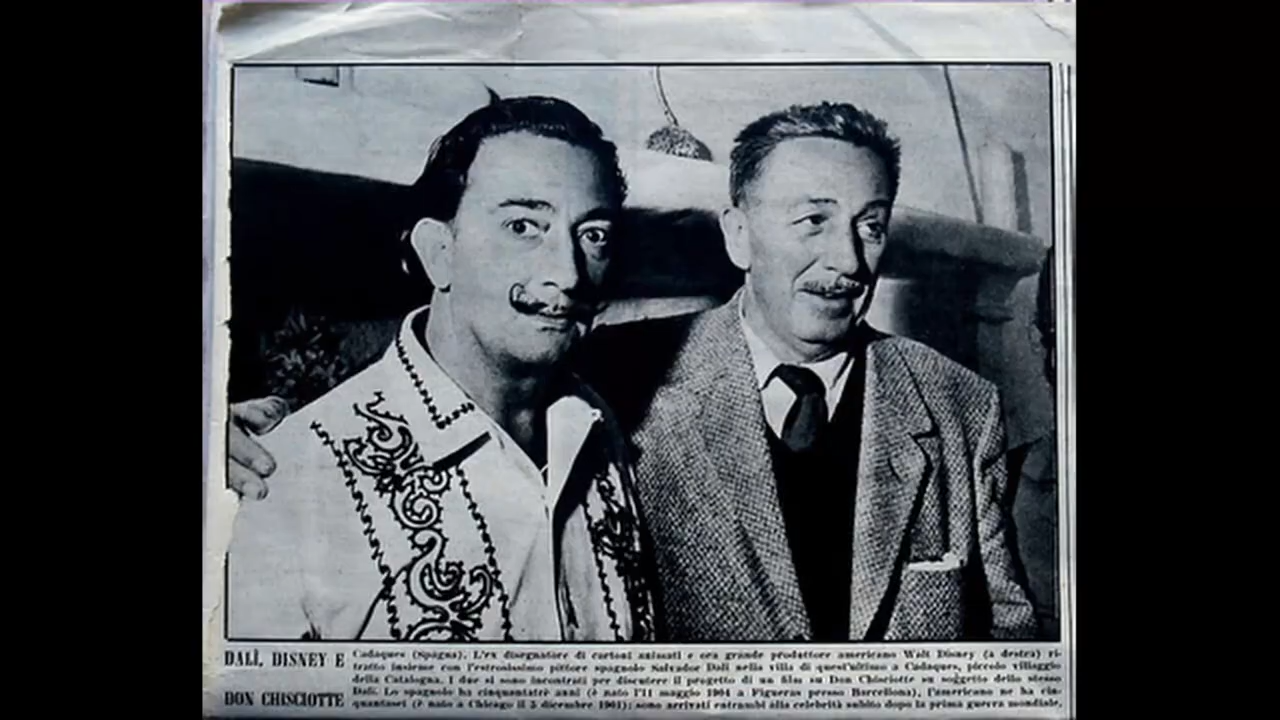 DALÌ, DISNEY E
DON CHISCIOTTE
Cadaques (Spagna). L'ex disegnatore di cartoni animati e ora grande produttore americano Walt Disney (a destra) ri-
tratto insieme con l'estrosissimo pittore spagnolo Salvador Dalì nella villa di quest'ultimo a Cadaques, piccolo villaggio
della Catalogna. I due si sono incontrati per discutere il progetto di un film su Don Chisciotte su soggetto dello stesso
Dalì. Lo spagnolo ha cinquantatrè anni (è nato l'11 maggio 1904 a Figueras presso Barcellona), l'americano ne ha cin-
quantasei (è nato a Chicago il 5 dicembre 1901); sono arrivati entrambi alla celebrità subito dopo la prima guerra mondiale,